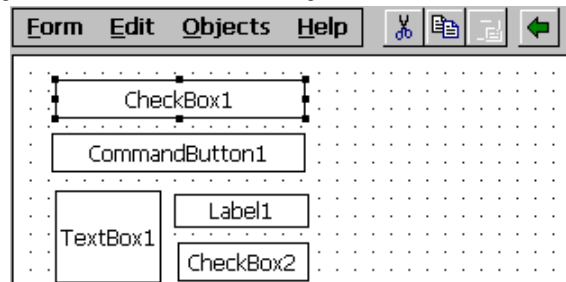 Form Edit Objects Help
CheckBox1
CommandButton1
TextBox1
Label1
CheckBox2